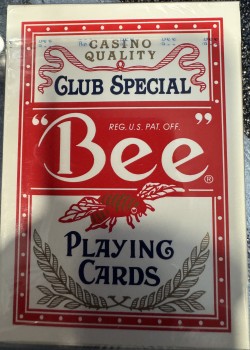 CASINO
QUALITY
CLUB SPECIAL
REG. U.S. PAT. OFF.
"Bee"®
PLAYING
CARDS